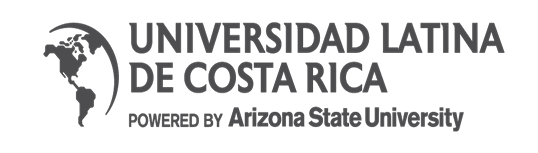 UNIVERSIDAD LATINA
DE COSTA RICA
POWERED BY Arizona State University